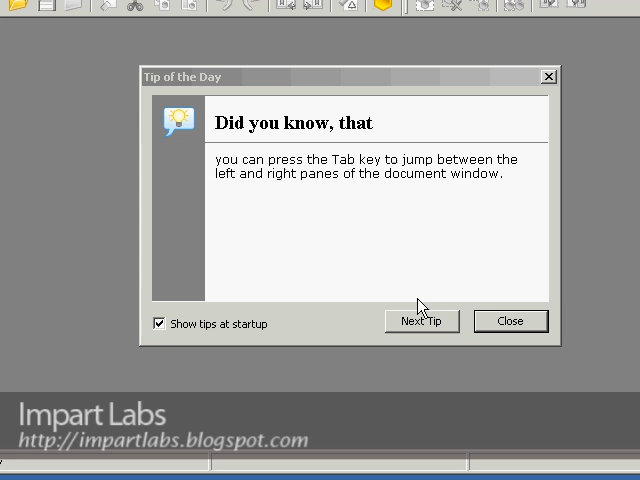 Tip of the Day
Did you know, that
you can press the Tab key to jump between the
left and right panes of the document window.
Show tips at startup
Next Tip
Close
Impart Labs
http://impartlabs.blogspot.com